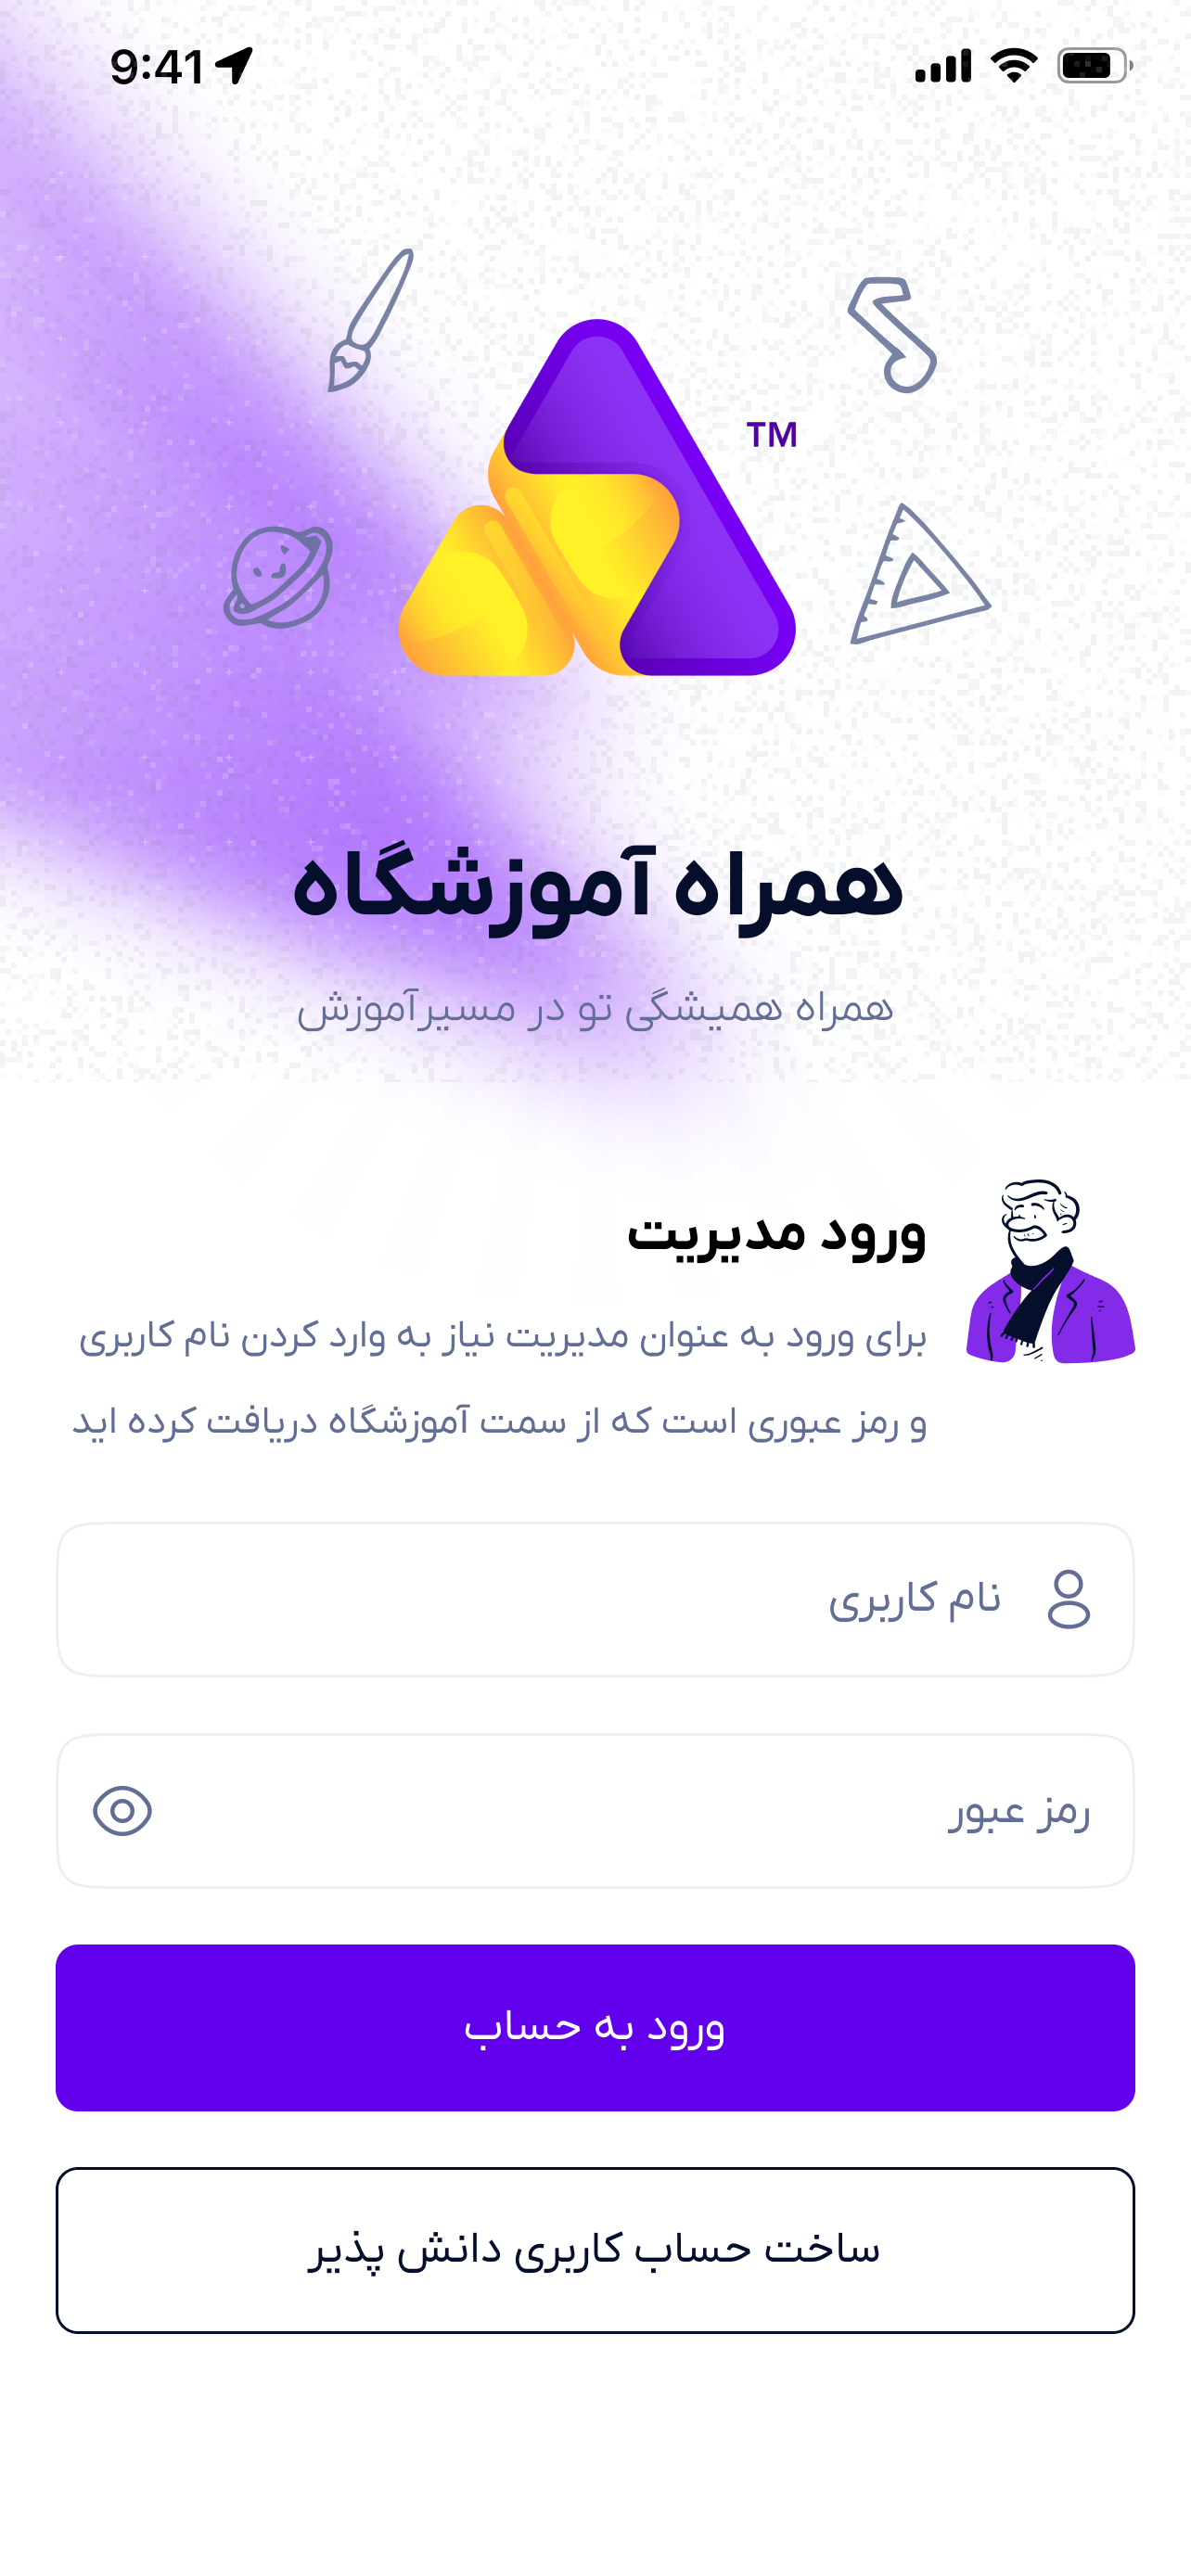 9:41
TM
همراه آموزشگاه
همراه همیشگی تو در مسیرآموزش
ورود مدیریت
برای ورود به عنوان مدیریت نیاز به وارد کردن نام کاربری
و رمز عبوری است که از سمت آموزشگاه دریافت کرده اید
نام کاربری
رمز عبور
ورود به حساب
ساخت حساب کاربری دانش پذیر